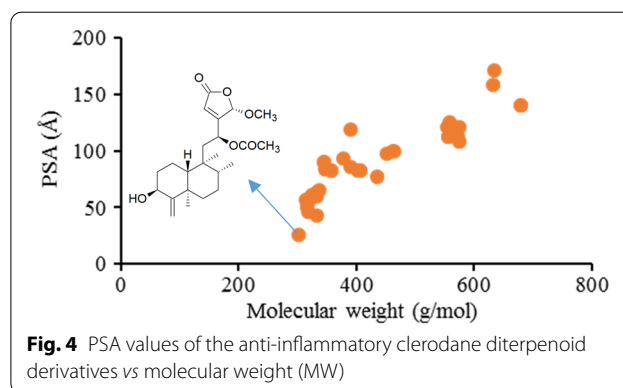 200
150
100
50
0
PSA (Å)
O
O
OCH3
OCOCH3
H
HO
0 200 400 600 800
Molecular weight (g/mol)
Fig. 4 PSA values of the anti-inflammatory clerodane diterpenoid
derivatives vs molecular weight (MW)